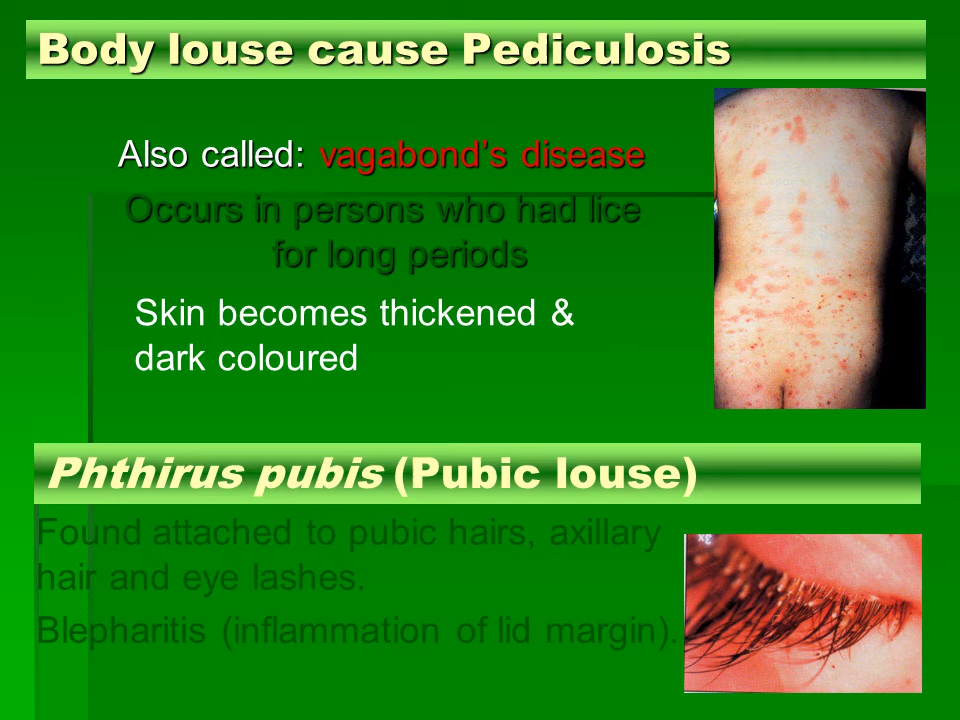 Body louse cause Pediculosis
Also called: vagabond's disease
Occurs in persons who had lice
for long periods
Skin becomes thickened &
dark coloured
Phthirus pubis (Pubic louse)
Found attached to pubic hairs, axillary
hair and eye lashes.
Blepharitis (inflammation of lid margin).